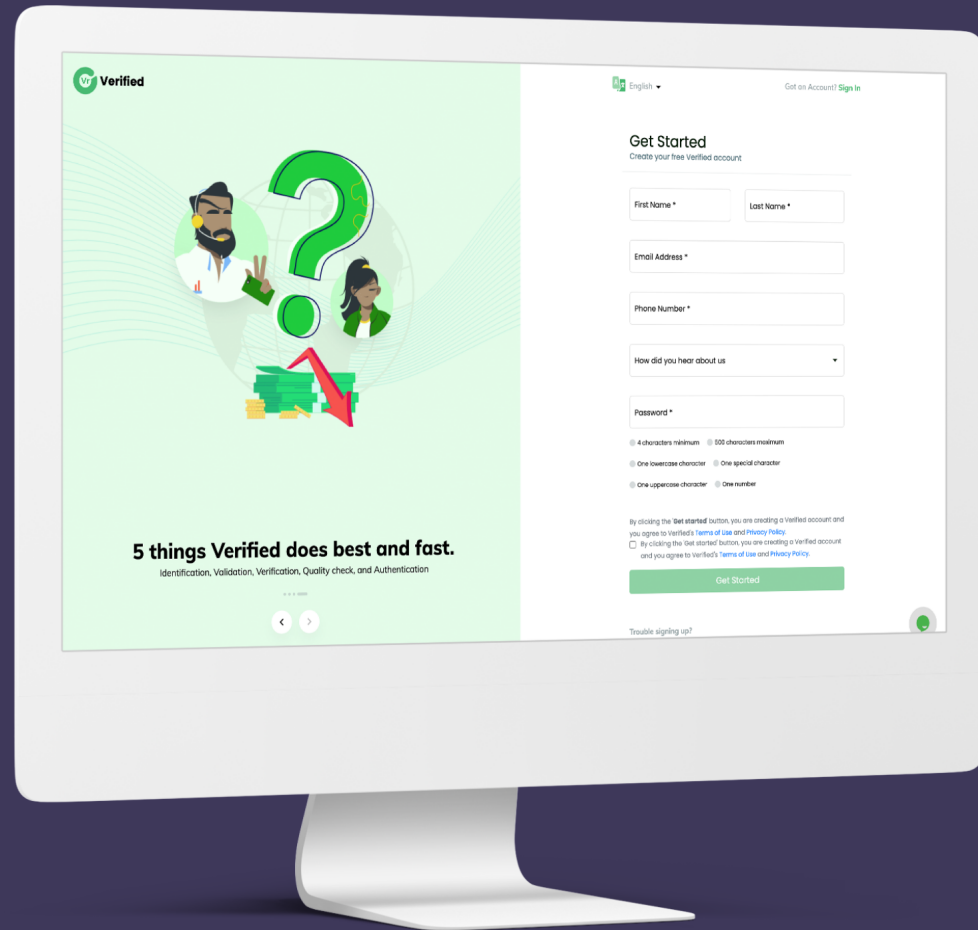 Vr Verified
5 things Verified does best and fast.
Identification, Validation, Verification, Quality check, and Authentication
English
Got an Account? Sign In
Get Started
Create your free Verified account
First Name *
Last Name *
Email Address *
Phone Number *
How did you hear about us
Password *
4 characters minimum
500 characters maximum
One lowercase character
One special character
One uppercase character
One number
By clicking the 'Get started' button, you are creating a Verified account and
you agree to Verified's Terms of Use and Privacy Policy.
By clicking the 'Get started' button, you are creating a Verified account
and you agree to Verified's Terms of Use and Privacy Policy.
Get Started
Trouble signing up?